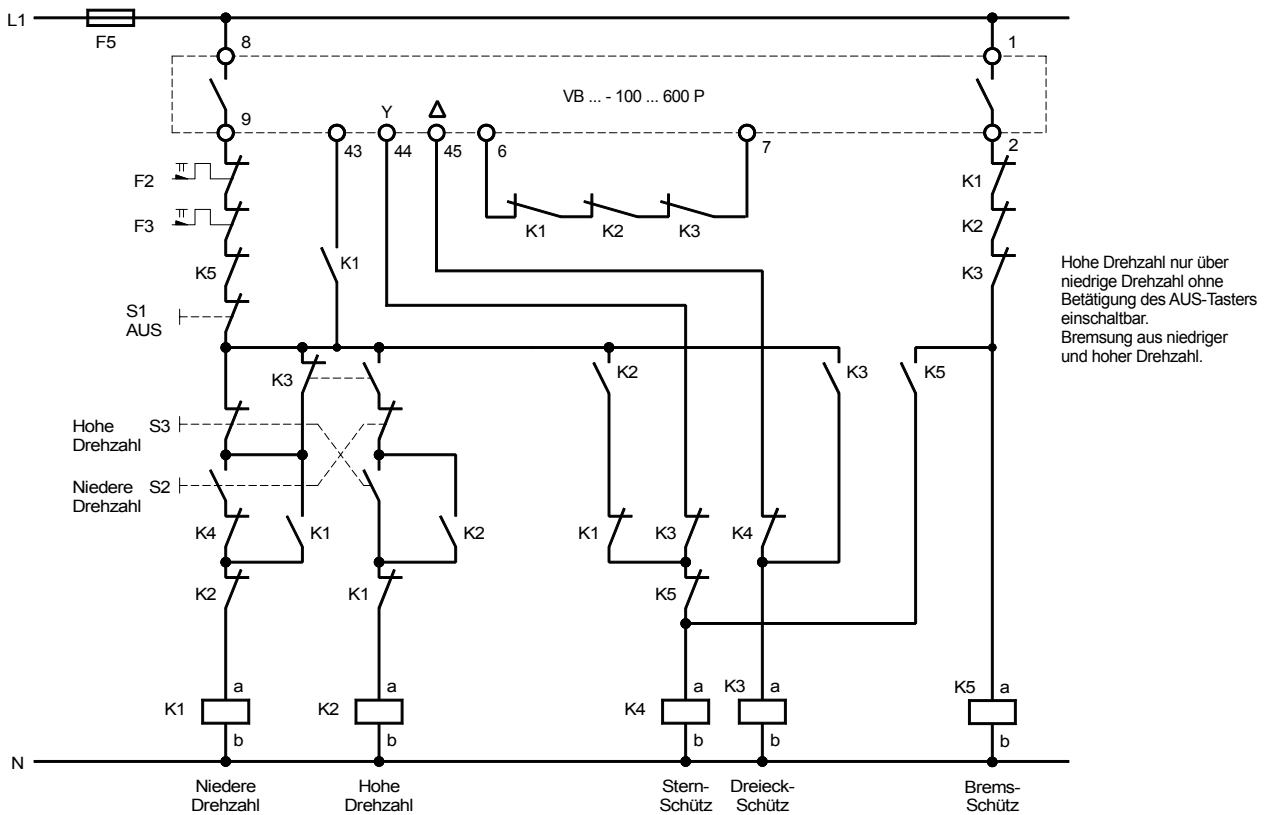 L1
F5
8
1
VB ... - 100 ... 600 P
9
43
Y
44
Δ
45
6
7
2
F2
F3
K5
S1
AUS
K1
K1
K2
K3
K1
K2
K3
Hohe Drehzahl nur über
niedrige Drehzahl ohne
Betätigung des AUS-Tasters
einschaltbar.
Bremsung aus niedriger
und hoher Drehzahl.
K3
K2
K3
K5
Hohe
Drehzahl
S3
Niedere
Drehzahl
S2
K4
K1
K2
K1
K3
K4
K2
K1
K5
K1
a
b
K2
a
b
K4
a
b
K3
a
b
K5
a
b
N
Niedere
Drehzahl
Hohe
Drehzahl
Stern-
Schütz
Dreieck-
Schütz
Brems-
Schütz